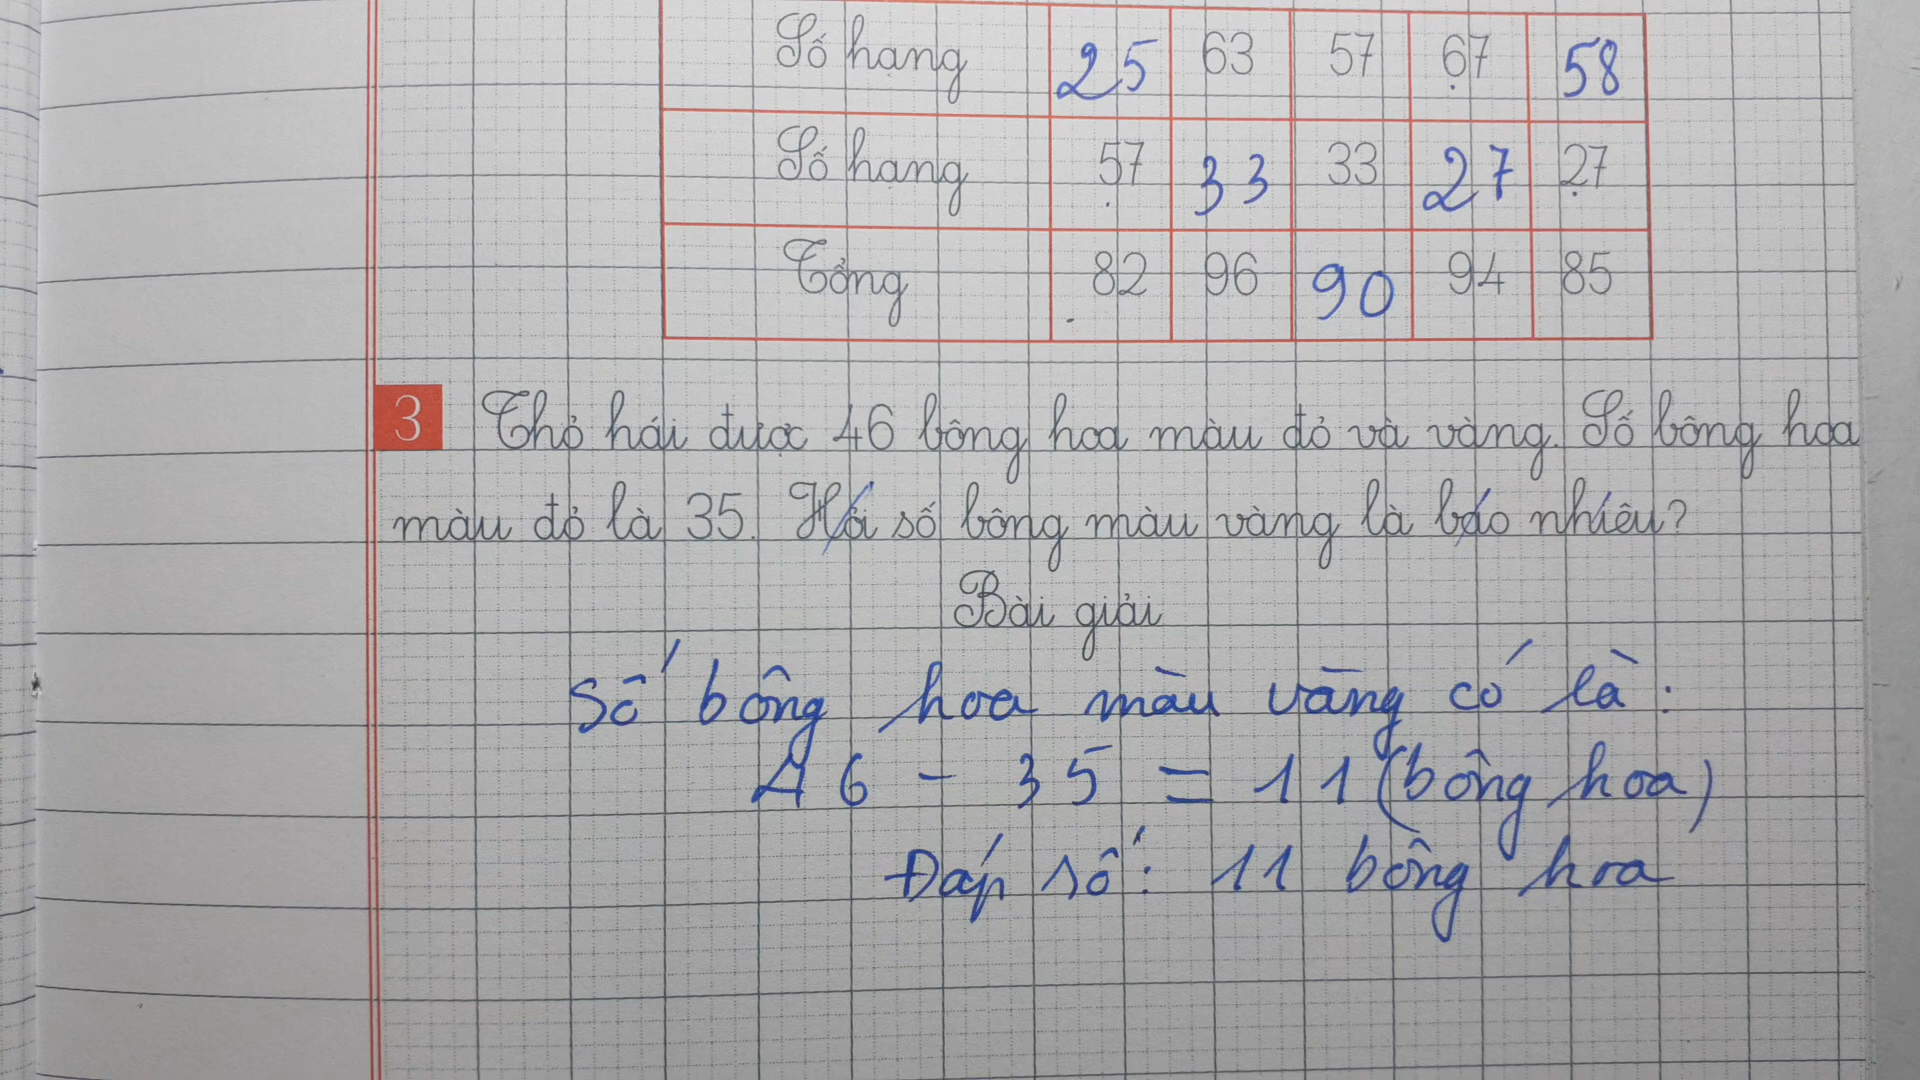 Số hạng 25 63 57 67 58
Số hạng 57 33 33 27 27
Tổng 82 96 90 94 85
3 Thỏ hái được 46 bông hoa màu đỏ và vàng. Số bông hoa
màu đỏ là 35. Hỏi số bông màu vàng là bao nhiêu?
Bài giải
Số bông hoa màu vàng có là:
46 - 35 = 11 (bông hoa)
Đáp số: 11 bông hoa